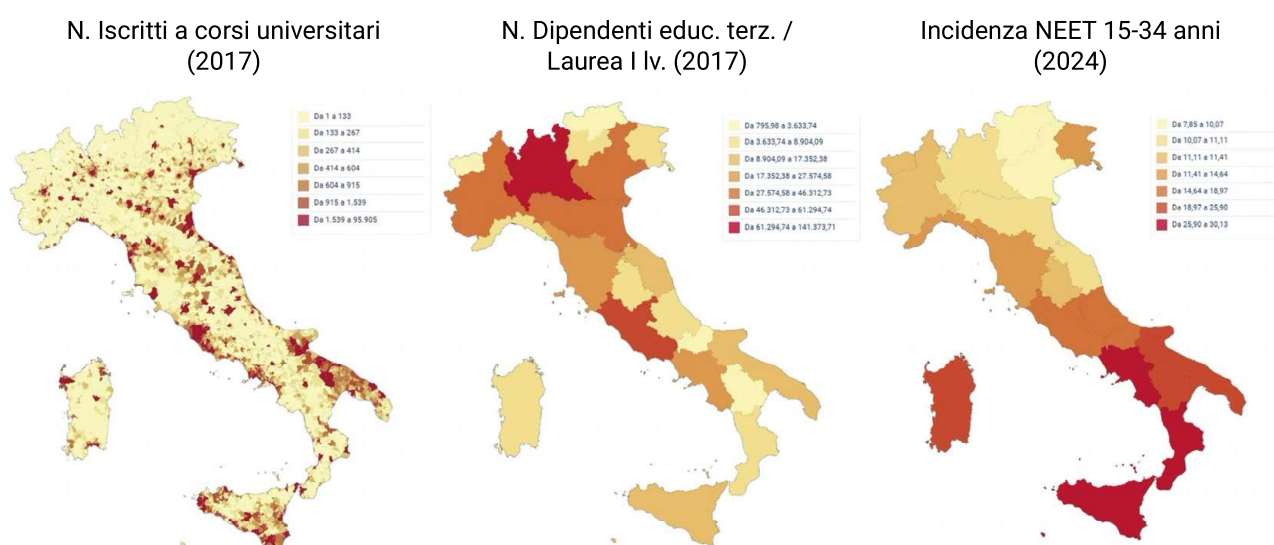 N. Iscritti a corsi universitari
(2017)
Da 1 a 133
Da 133 a 267
Da 267 a 414
Da 414 a 604
Da 604 a 915
Da 915 a 1.539
Da 1.539 a 95.905
N. Dipendenti educ. terz. /
Laurea I lv. (2017)
Da 795,98 a 3.633,74
Da 3.633,74 a 8.904,09
Da 8.904,09 a 17.352,38
Da 17.352,38 a 27.574,58
Da 27.574,58 a 46.312,73
Da 46.312,73 a 61.294,74
Da 61.294,74 a 141.373,71
Incidenza NEET 15-34 anni
(2024)
Da 7,85 a 10,07
Da 10,07 a 11,11
Da 11,11 a 11,41
Da 11,41 a 14,64
Da 14,64 a 18,97
Da 18,97 a 25,90
Da 25,90 a 30,13